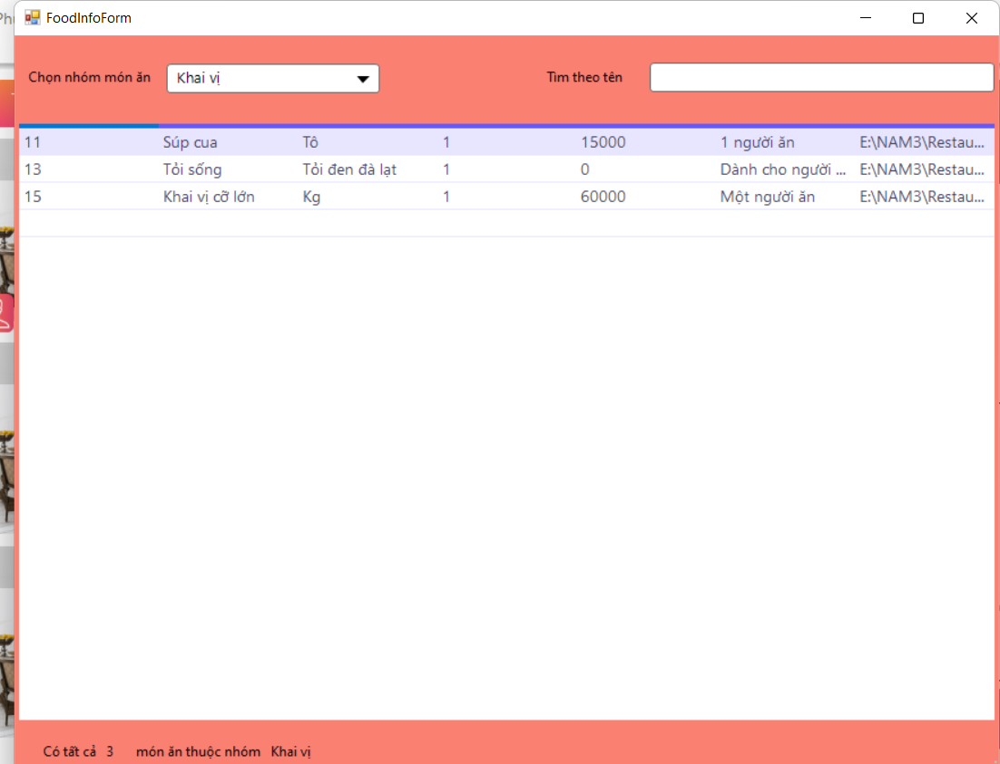 FoodInfoForm
Chọn nhóm món ăn Khai vị Tìm theo tên
11 Súp cua Tô 1 15000 1 người ăn E:\NAM3\Restau...
13 Tỏi sống Tỏi đen đà lạt 1 0 Dành cho người ... E:\NAM3\Restau...
15 Khai vị cỡ lớn Kg 1 60000 Một người ăn E:\NAM3\Restau...
Có tất cả 3 món ăn thuộc nhóm Khai vị